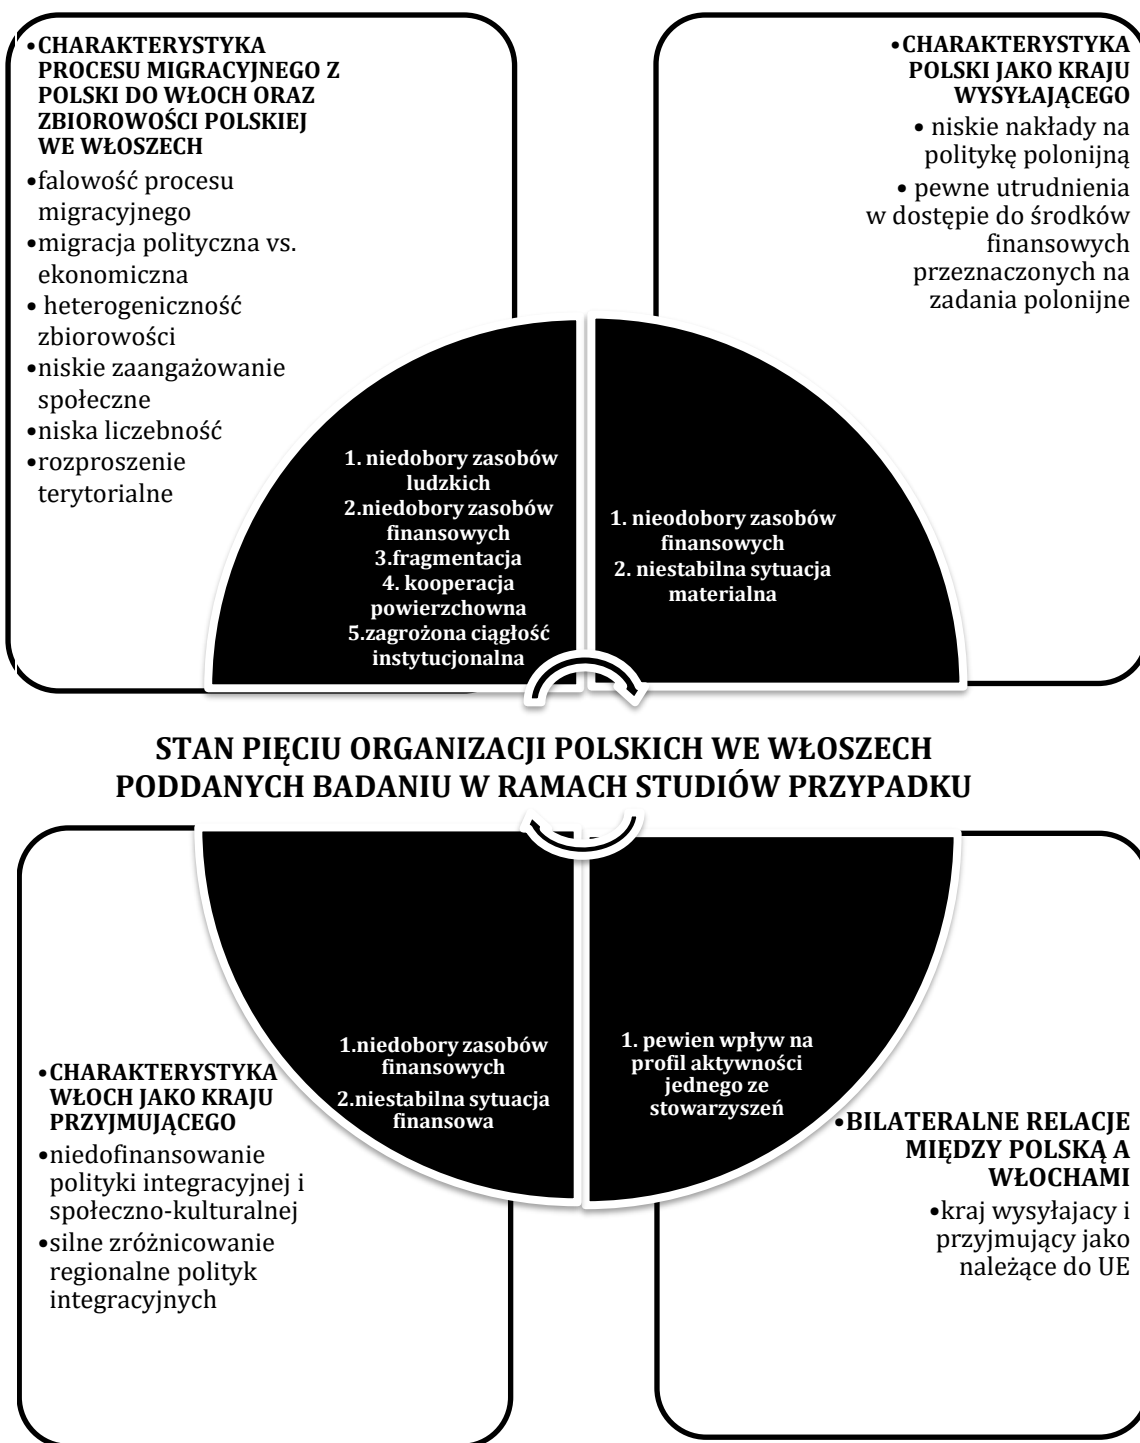 •CHARAKTERYSTYKA
PROCESU MIGRACYJNEGO Z
POLSKI DO WŁOCH ORAZ
ZBIOROWOŚCI POLSKIEJ
WE WŁOSZECH
•falowość procesu
migracyjnego
•migracja polityczna vs.
ekonomiczna
• heterogeniczność
zbiorowości
•niskie zaangażowanie
społeczne
•niska liczebność
•rozproszenie
terytorialne
•CHARAKTERYSTYKA
POLSKI JAKO KRAJU
WYSYŁAJĄCEGO
• niskie nakłady na
politykę polonijną
• pewne utrudnienia
w dostępie do środków
finansowych
przeznaczonych na
zadania polonijne
1. niedobory zasobów
ludzkich
2.niedobory zasobów
finansowych
3.fragmentacja
4. kooperacja
powierzchowna
5.zagrożona ciągłość
instytucjonalna
1. nieodobory zasobów
finansowych
2. niestabilna sytuacja
materialna
STAN PIĘCIU ORGANIZACJI POLSKICH WE WŁOSZECH
PODDANYCH BADANIU W RAMACH STUDIÓW PRZYPADKU
1.niedobory zasobów
finansowych
2.niestabilna sytuacja
finansowa
1. pewien wpływ na
profil aktywności
jednego ze
stowarzyszeń
•CHARAKTERYSTYKA
WŁOCH JAKO KRAJU
PRZYJMUJĄCEGO
•niedofinansowanie
polityki integracyjnej i
społeczno-kulturalnej
•silne zróżnicowanie
regionalne polityk
integracyjnych
•BILATERALNE RELACJE
MIĘDZY POLSKĄ A
WŁOCHAMI
•kraj wysyłajacy i
przyjmujący jako
należące do UE